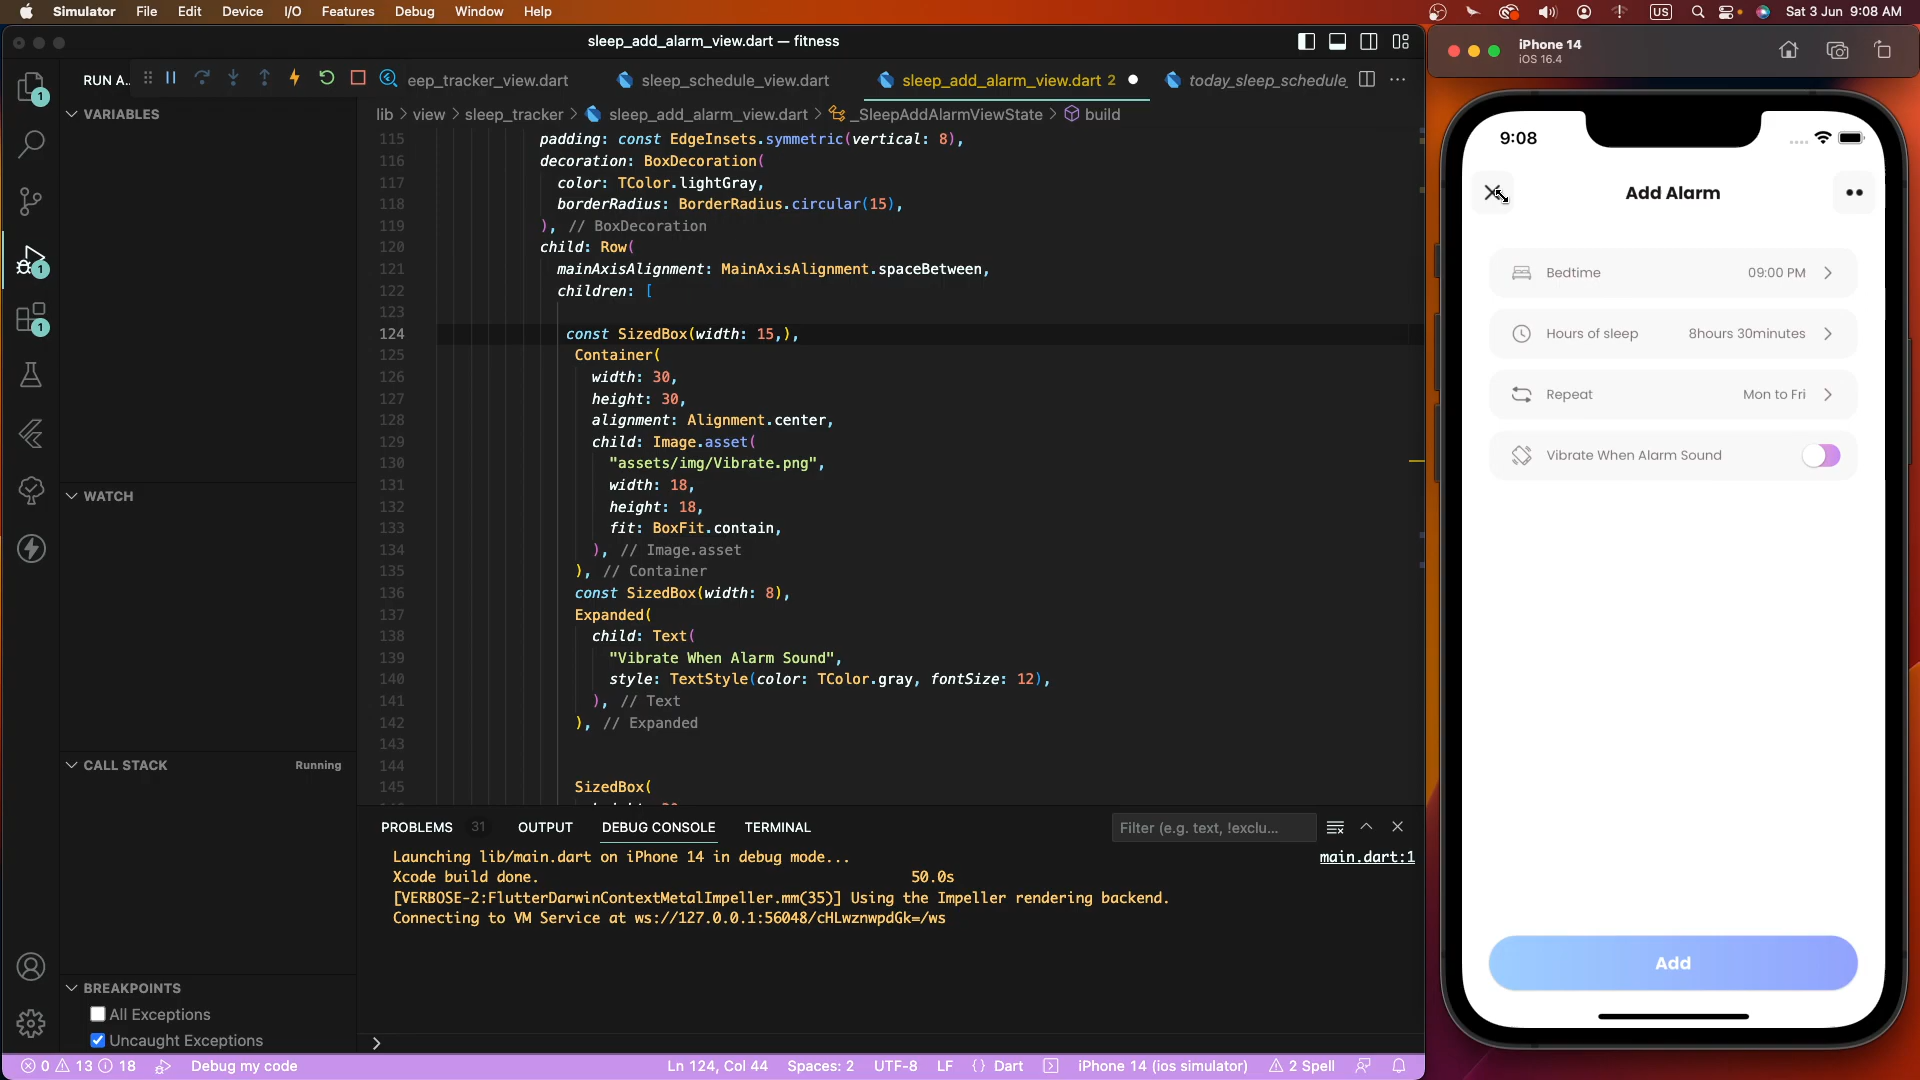 Simulator File Edit Device I/O Features Debug Window Help
US Sat 3 Jun 9:08 AM
sleep_add_alarm_view.dart — fitness
RUN A..
eep_tracker_view.dart sleep_schedule_view.dart sleep_add_alarm_view.dart 2 today_sleep_schedule
lib > view > sleep_tracker > sleep_add_alarm_view.dart > _SleepAddAlarmViewState > build
1
1
1
VARIABLES
WATCH
CALL STACK Running
BREAKPOINTS
All Exceptions
Uncaught Exceptions
115 padding: const EdgeInsets.symmetric(vertical: 8),
116 decoration: BoxDecoration(
117 color: TColor.lightGray,
118 borderRadius: BorderRadius.circular(15),
119 ), // BoxDecoration
120 child: Row(
121 mainAxisAlignment: MainAxisAlignment.spaceBetween,
122 children: [
123
124 const SizedBox(width: 15,),
125 Container(
126 width: 30,
127 height: 30,
128 alignment: Alignment.center,
129 child: Image.asset(
130 "assets/img/Vibrate.png",
131 width: 18,
132 height: 18,
133 fit: BoxFit.contain,
134 ), // Image.asset
135 ), // Container
136 const SizedBox(width: 8),
137 Expanded(
138 child: Text(
139 "Vibrate When Alarm Sound",
140 style: TextStyle(color: TColor.gray, fontSize: 12),
141 ), // Text
142 ), // Expanded
143
144
145 SizedBox(
PROBLEMS 31 OUTPUT DEBUG CONSOLE TERMINAL Filter (e.g. text, !exclu...
Launching lib/main.dart on iPhone 14 in debug mode... main.dart:1
Xcode build done. 50.0s
[VERBOSE-2:FlutterDarwinContextMetalImpeller.mm(35)] Using the Impeller rendering backend.
Connecting to VM Service at ws://127.0.0.1:56048/cHLwznwpdGk=/ws
>
0 13 18 Debug my code Ln 124, Col 44 Spaces: 2 UTF-8 LF {} Dart iPhone 14 (ios simulator) 2 Spell
iPhone 14
iOS 16.4
9:08
Add Alarm
Bedtime 09:00 PM
Hours of sleep 8hours 30minutes
Repeat Mon to Fri
Vibrate When Alarm Sound
Add